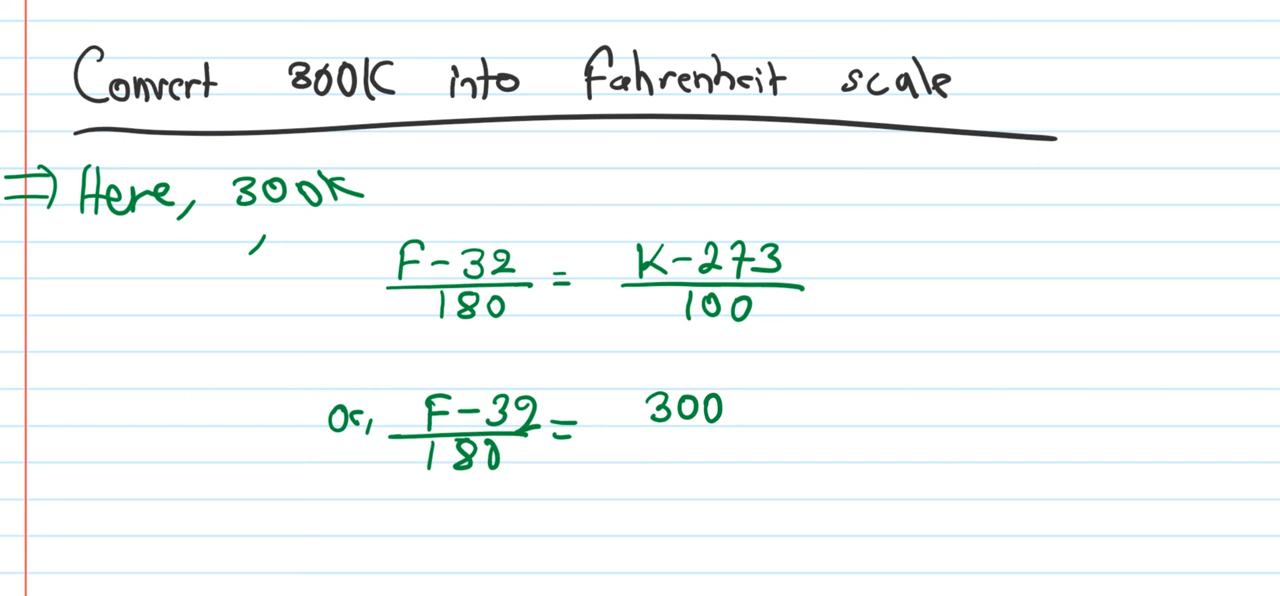 Convert 300K into Fahrenheit scale
⇒ Here, 300K
,
F-32/180 = K-273/100
Or, F-32/180 = 300